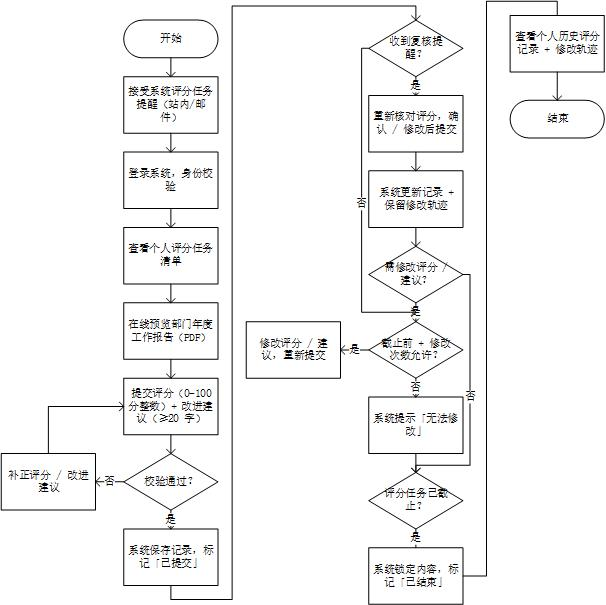 开始
接受系统评分任务
提醒（站内/邮
件）
登录系统，身份校
验
查看个人评分任务
清单
在线预览部门年度
工作报告（PDF）
提交评分（0-100
分整数）+ 改进建
议（≥20 字）
补正评分 / 改进
建议
否
校验通过？
是
系统保存记录，标
记「已提交」
收到复核提
醒？
是
重新核对评分，确
认 / 修改后提交
系统更新记录 +
保留修改轨迹
否
需修改评分 /
建议？
是
修改评分 / 建
议，重新提交
是
截止前 + 修改
次数允许？
否
否
系统提示「无法修
改」
评分任务已截
止？
是
系统锁定内容，标
记「已结束」
查看个人历史评分
记录 + 修改轨迹
结束